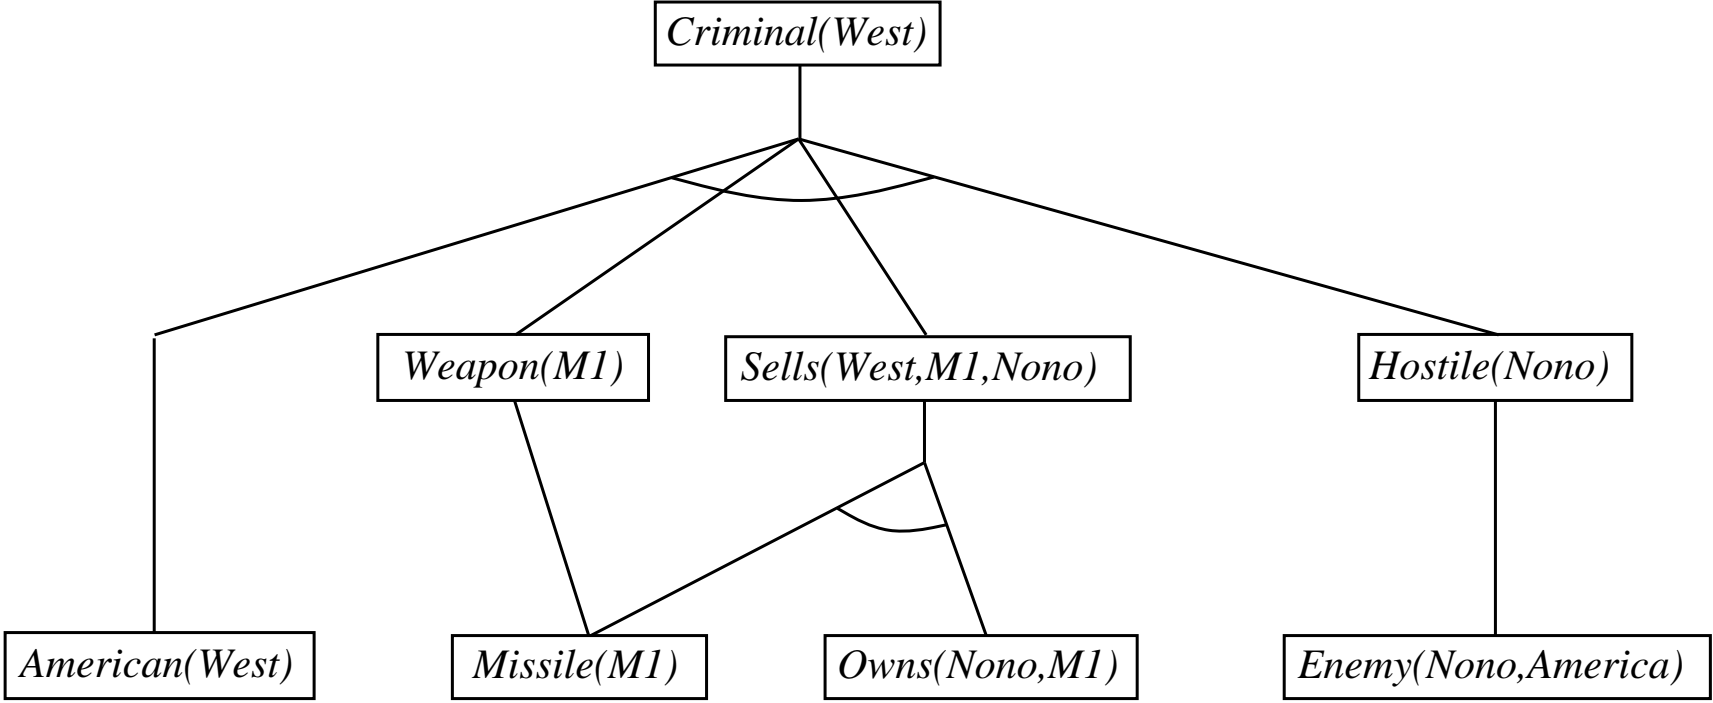 Criminal(West)
Weapon(M1)
Sells(West,M1,Nono)
Hostile(Nono)
American(West)
Missile(M1)
Owns(Nono,M1)
Enemy(Nono,America)